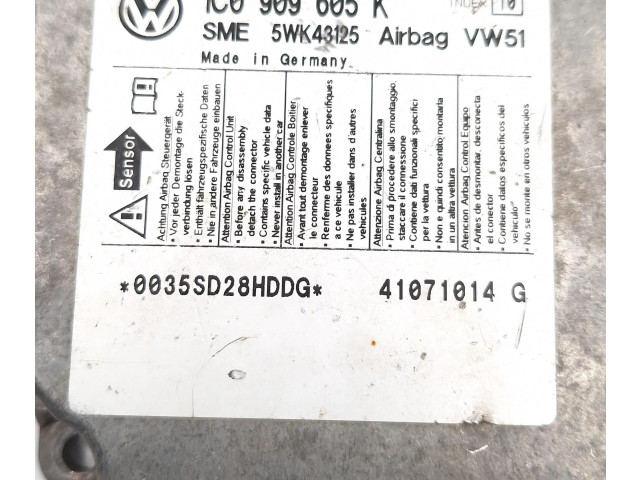 1C0 909 605 K INDEX 10
SME 5WK43125 Airbag VW51
Made in Germany
Sensor
Achtung Airbag Steuergerät
• Vor jeder Demontage die Steck-
verbindung lösen
• Enthält fahrzeugspezifische Daten
• Nie in andere Fahrzeuge einbauen
Attention Airbag Control Unit
• Before any disassembly
detach the connector
• Contains specific vehicle data
• Never install in another car
Attention Airbag Controle Boitier
• Avant tout demontage enlever
le connecteur
• Renferme des donnees specifiques
a ce vehicule
• Ne pas installer dans d'autres
vehicules
Attenzione Airbag Centralina
• Prima di procedere allo smontaggio,
staccare il connessione
• Contiene dati funzionali specifici
per la vettura
• Non e quindi consentito montarla
in un altra vettura
Atencion Airbag Control Equipo
• Antes de desmontar desconecta
el conector
• Contiene datos especificos del
vehiculo
• No se monte en otros vehiculos
*0035SD28HDDG* 41071014 G